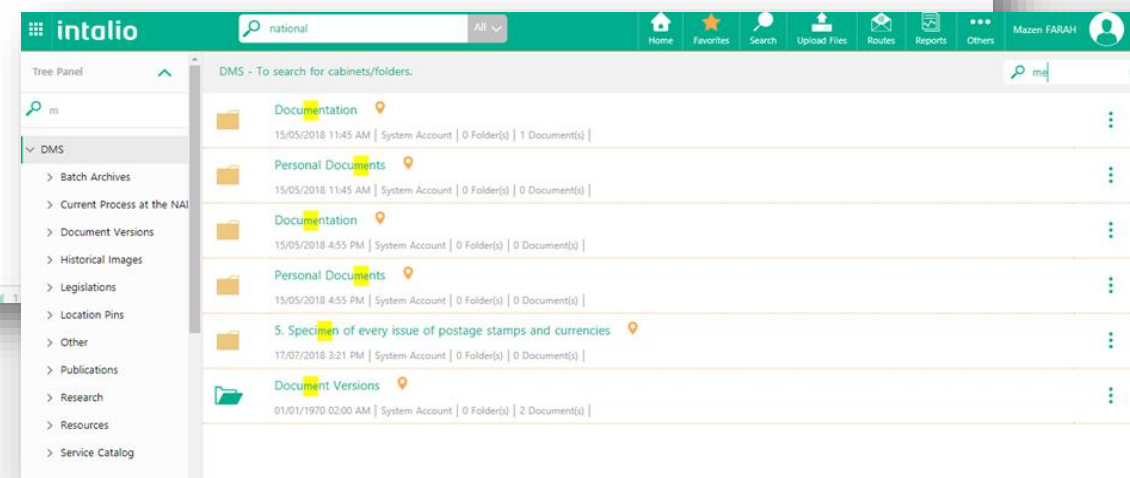 intalio
national
All
Home
Favorites
Search
Upload Files
Routes
Reports
Others
Mazen FARAH
Tree Panel
DMS - To search for cabinets/folders.
me
m
DMS
Batch Archives
Current Process at the NAI
Document Versions
Historical Images
Legislations
Location Pins
Other
Publications
Research
Resources
Service Catalog
Documentation
15/05/2018 11:45 AM | System Account | 0 Folder(s) | 1 Document(s) |
Personal Documents
15/05/2018 11:45 AM | System Account | 0 Folder(s) | 0 Document(s) |
Documentation
15/05/2018 4:55 PM | System Account | 0 Folder(s) | 0 Document(s) |
Personal Documents
15/05/2018 4:55 PM | System Account | 0 Folder(s) | 0 Document(s) |
5. Specimen of every issue of postage stamps and currencies
17/07/2018 3:21 PM | System Account | 0 Folder(s) | 0 Document(s) |
Document Versions
01/01/1970 02:00 AM | System Account | 0 Folder(s) | 2 Document(s) |